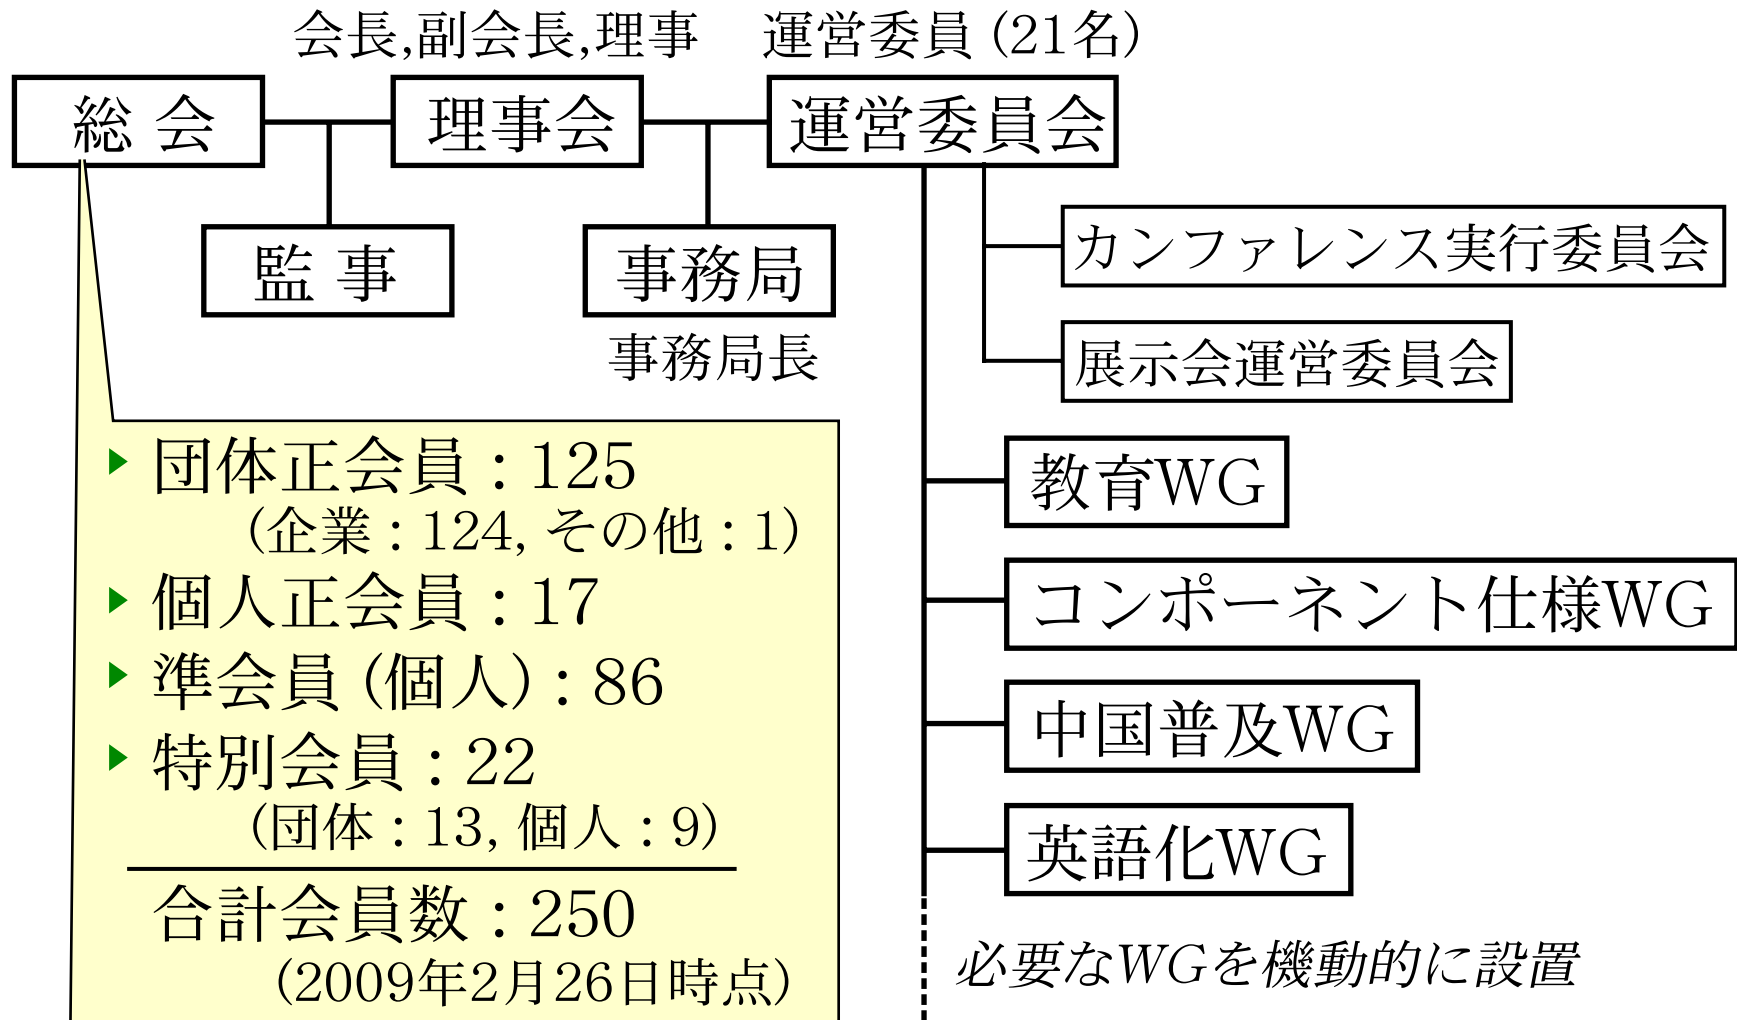 会長,副会長,理事
運営委員 (21名)
総 会
理事会
運営委員会
監 事
事務局
事務局長
カンファレンス実行委員会
展示会運営委員会
団体正会員 : 125
(企業 : 124, その他 : 1)
個人正会員 : 17
準会員 (個人) : 86
特別会員 : 22
(団体 : 13, 個人 : 9)
合計会員数 : 250
(2009年2月26日時点)
教育WG
コンポーネント仕様WG
中国普及WG
英語化WG
必要なWGを機動的に設置